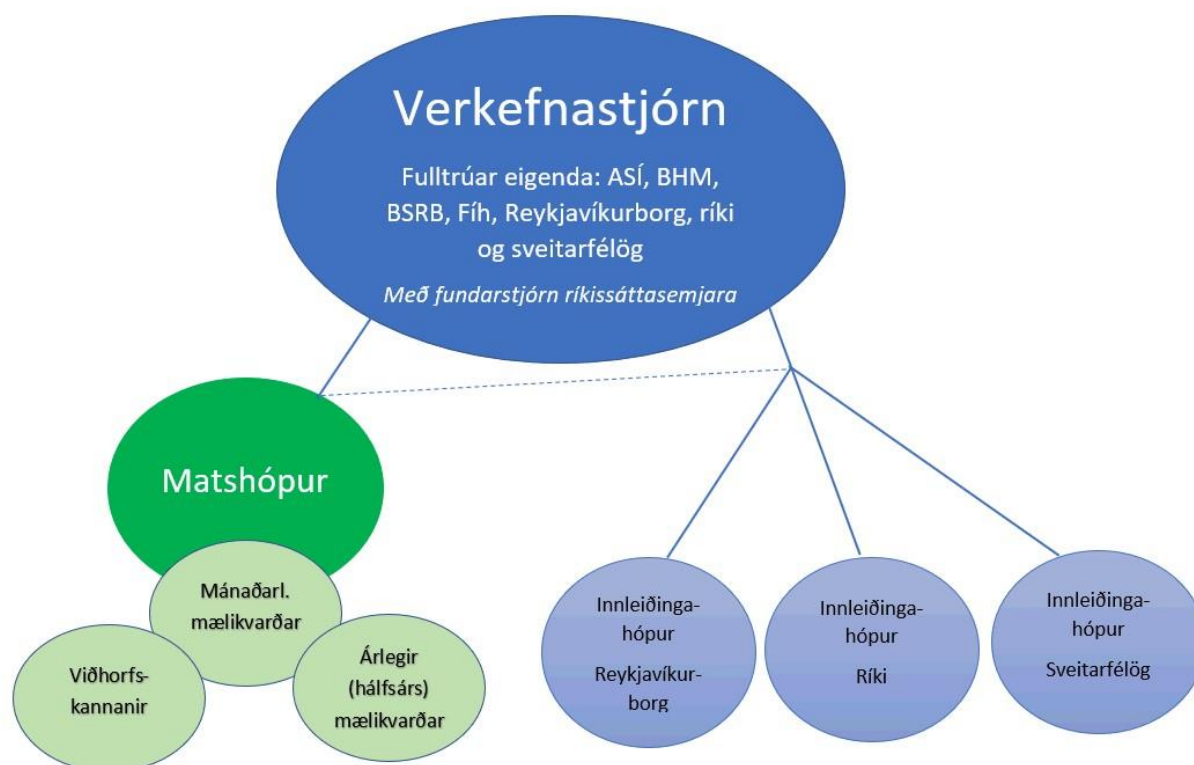 Verkefnastjórn
Fulltrúar eigenda: ASÍ, BHM,
BSRB, Fíh, Reykjavíkurborg, ríki
og sveitarfélög
Með fundarstjórn ríkissáttasemjara
Matshópur
Mánaðarl.
mælikvarðar
Viðhorfs-
kannanir
Árlegir
(hálfsárs)
mælikvarðar
Innleiðinga-
hópur
Reykjavíkur-
borg
Innleiðinga-
hópur
Ríki
Innleiðinga-
hópur
Sveitarfélög